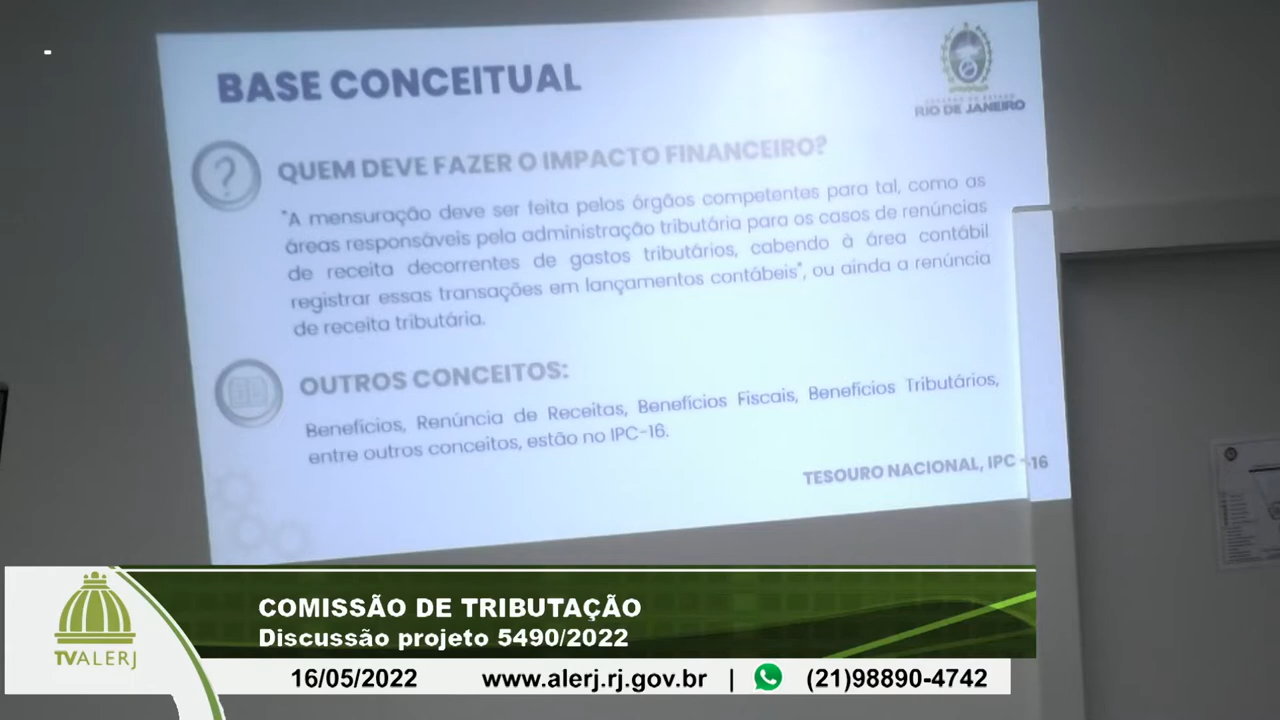 BASE CONCEITUAL
RIO DE JANEIRO
QUEM DEVE FAZER O IMPACTO FINANCEIRO?
"A mensuração deve ser feita pelos órgãos competentes para tal, como as
áreas responsáveis pela administração tributária para os casos de renúncias
de receita decorrentes de gastos tributários, cabendo à área contábil
registrar essas transações em lançamentos contábeis", ou ainda a renúncia
de receita tributária.
OUTROS CONCEITOS:
Benefícios, Renúncia de Receitas, Benefícios Fiscais, Benefícios Tributários,
entre outros conceitos, estão no IPC-16.
TESOURO NACIONAL, IPC - 16
COMISSÃO DE TRIBUTAÇÃO
Discussão projeto 5490/2022
TVALERJ
16/05/2022 www.alerj.rj.gov.br | (21)98890-4742